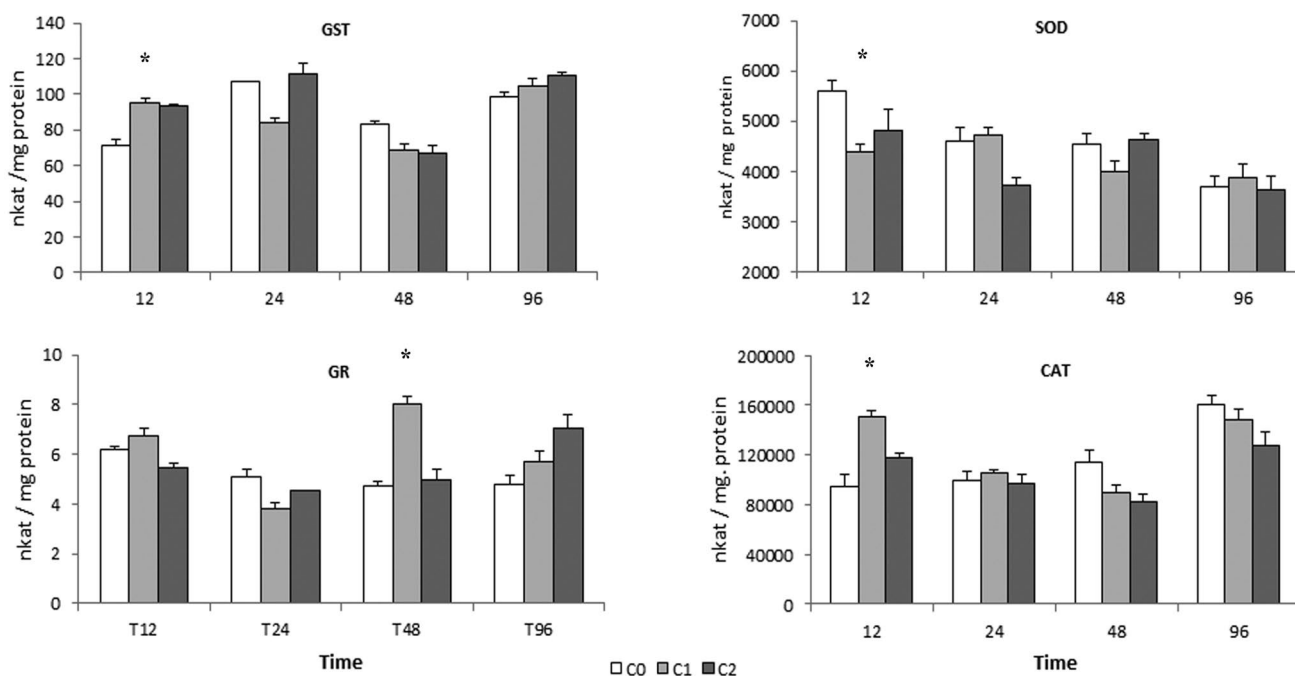 GST
*
nkat /mg protein
140
120
100
80
60
40
20
0
12 24 48 96
SOD
*
nkat / mg protein
7000
6000
5000
4000
3000
2000
12 24 48 96
GR
*
nkat / mg protein
10
8
6
4
2
0
T12 T24 T48 T96
Time
CAT
*
nkat / mg. protein
200000
160000
120000
80000
40000
0
12 24 48 96
Time
C0 C1 C2